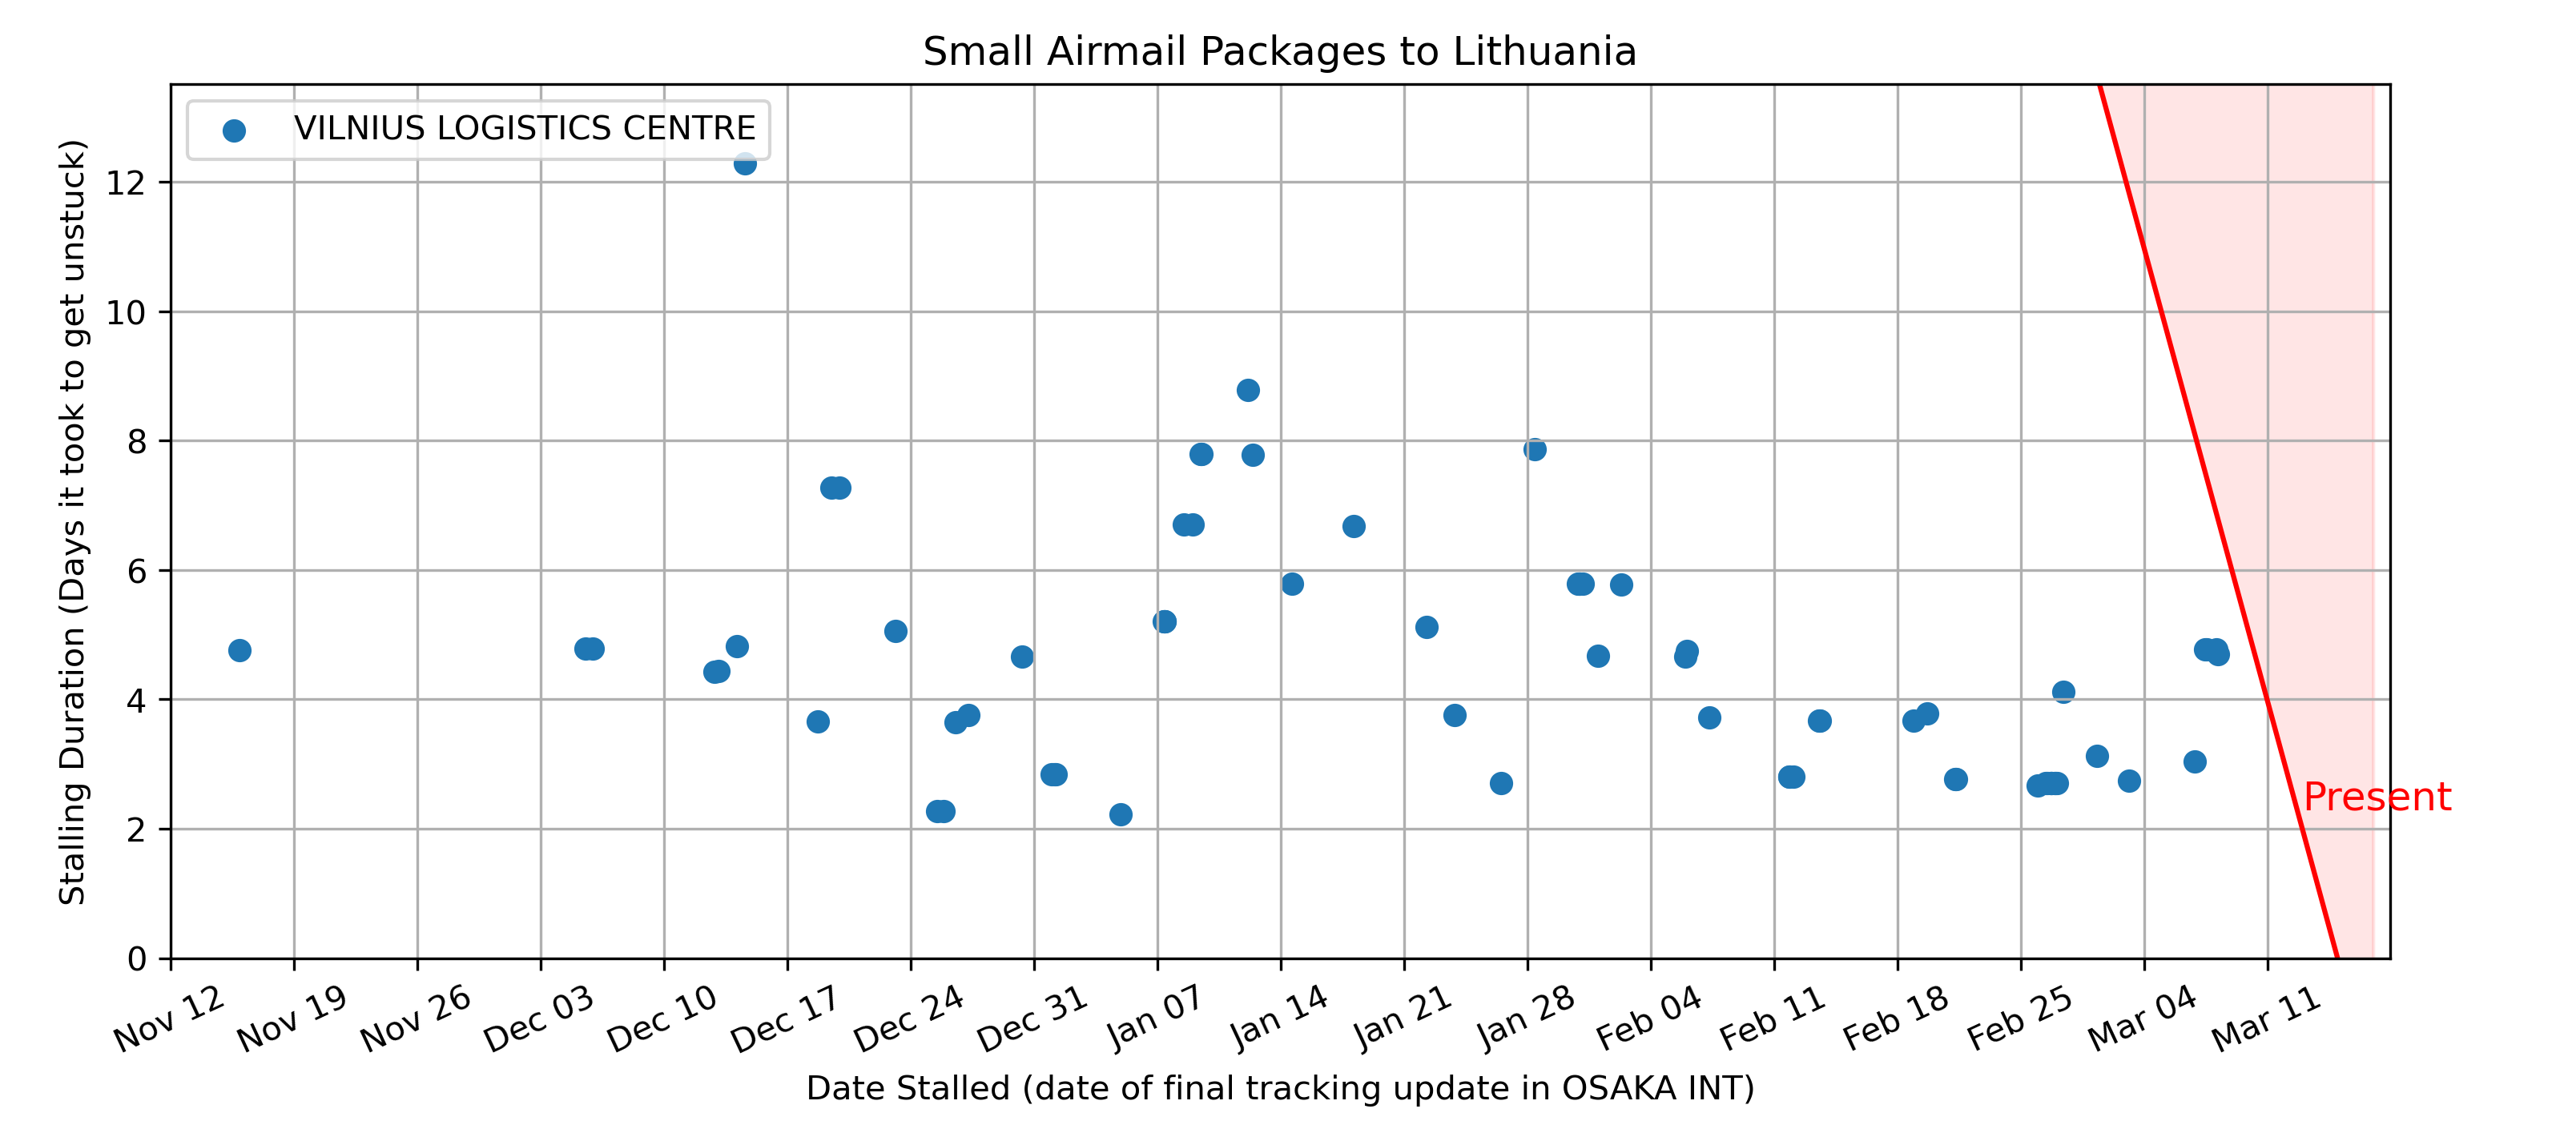 Small Airmail Packages to Lithuania
VILNIUS LOGISTICS CENTRE
Stalling Duration (Days it took to get unstuck)
12
10
8
6
4
2
0
Present
Nov 12
Nov 19
Nov 26
Dec 03
Dec 10
Dec 17
Dec 24
Dec 31
Jan 07
Jan 14
Jan 21
Jan 28
Feb 04
Feb 11
Feb 18
Feb 25
Mar 04
Mar 11
Date Stalled (date of final tracking update in OSAKA INT)